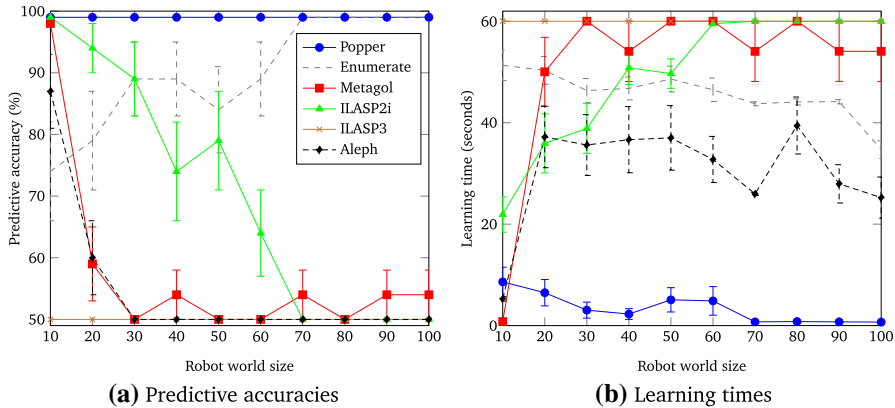 100
90
80
70
60
50
10 20 30 40 50 60 70 80 90 100
Predictive accuracy (%)
Robot world size
Popper
Enumerate
Metagol
ILASP2i
ILASP3
Aleph
(a) Predictive accuracies
60
40
20
0
10 20 30 40 50 60 70 80 90 100
Learning time (seconds)
Robot world size
(b) Learning times